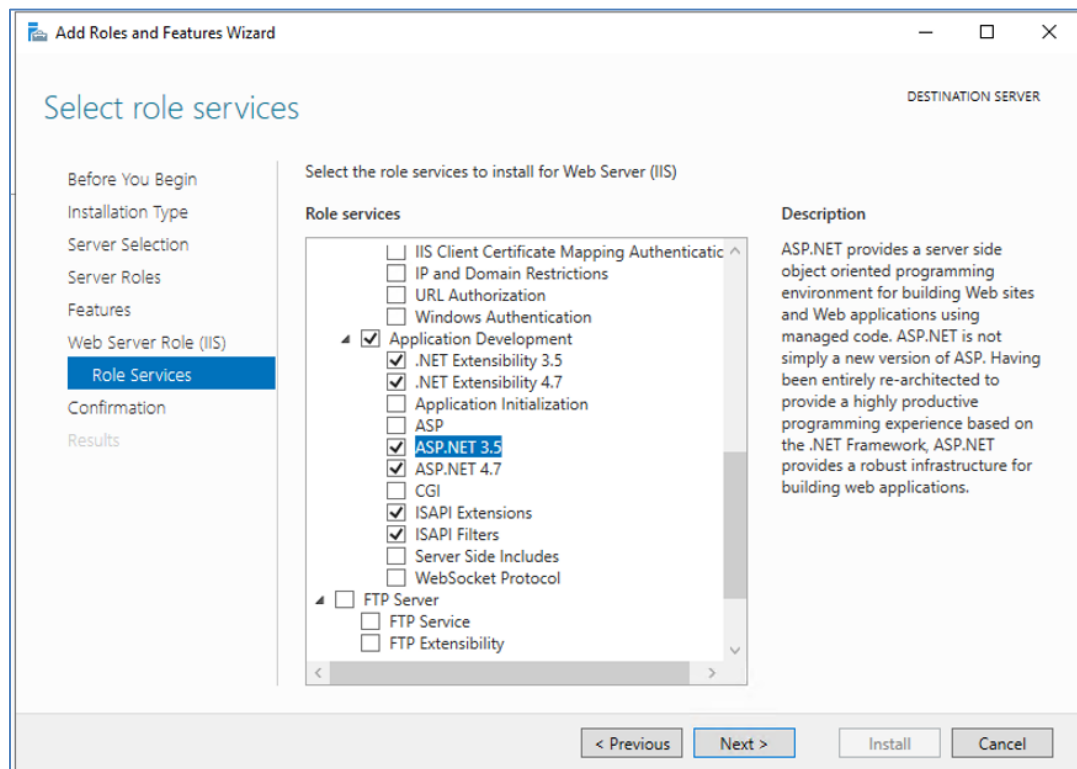 Add Roles and Features Wizard
Select role services
DESTINATION SERVER
Before You Begin
Installation Type
Server Selection
Server Roles
Features
Web Server Role (IIS)
Role Services
Confirmation
Results
Select the role services to install for Web Server (IIS)
Role services
IIS Client Certificate Mapping Authenticatic
IP and Domain Restrictions
URL Authorization
Windows Authentication
Application Development
.NET Extensibility 3.5
.NET Extensibility 4.7
Application Initialization
ASP
ASP.NET 3.5
ASP.NET 4.7
CGI
ISAPI Extensions
ISAPI Filters
Server Side Includes
WebSocket Protocol
FTP Server
FTP Service
FTP Extensibility
Description
ASP.NET provides a server side
object oriented programming
environment for building Web sites
and Web applications using
managed code. ASP.NET is not
simply a new version of ASP. Having
been entirely re-architected to
provide a highly productive
programming experience based on
the .NET Framework, ASP.NET
provides a robust infrastructure for
building web applications.
< Previous
Next >
Install
Cancel